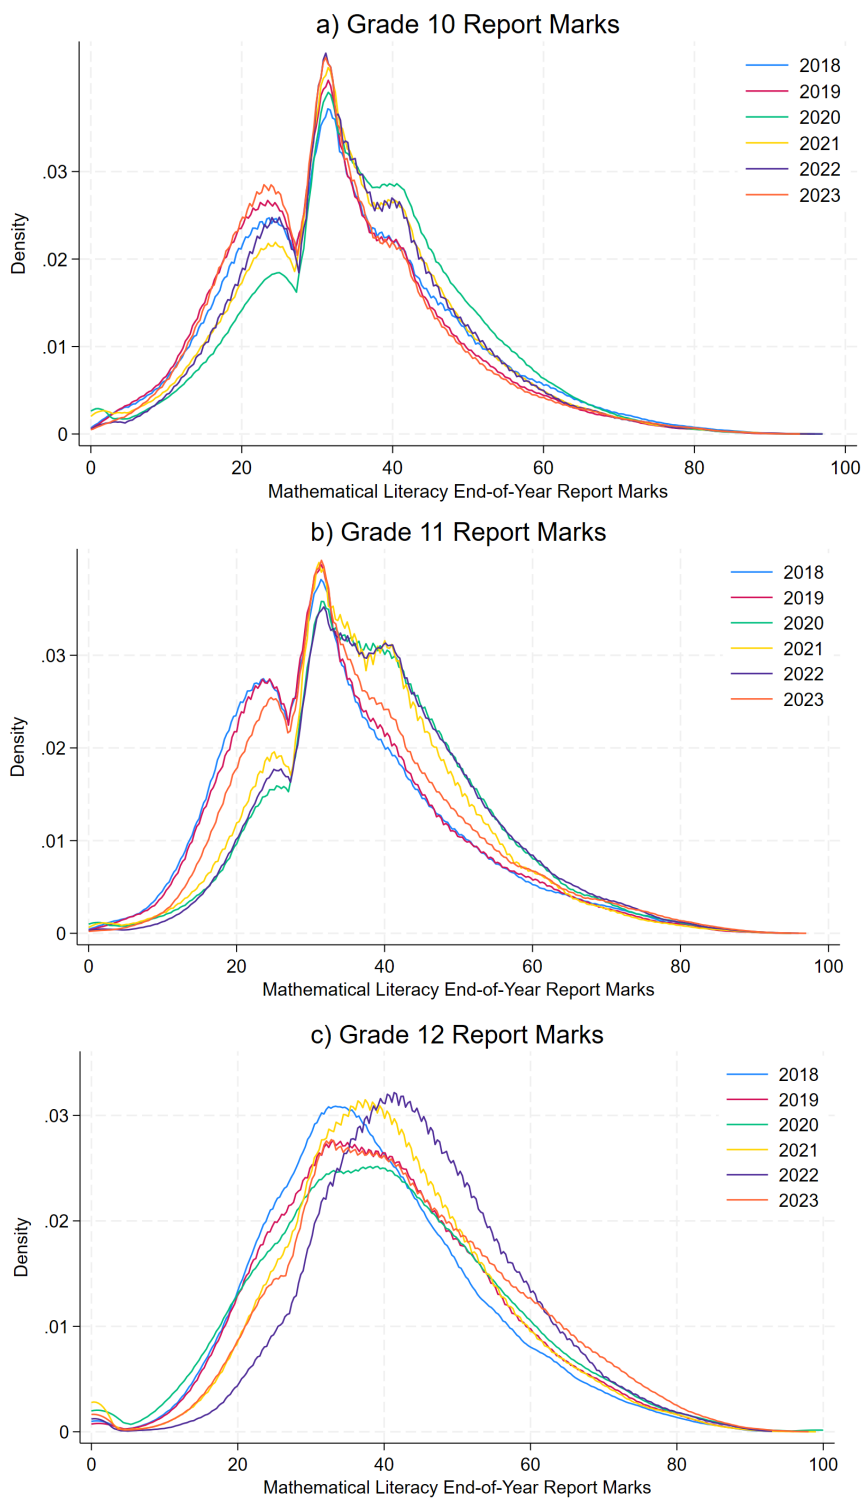 a) Grade 10 Report Marks
2018
2019
2020
2021
2022
2023
.03
.02
.01
0
Density
0 20 40 60 80 100
Mathematical Literacy End-of-Year Report Marks
b) Grade 11 Report Marks
2018
2019
2020
2021
2022
2023
.03
.02
.01
0
Density
0 20 40 60 80 100
Mathematical Literacy End-of-Year Report Marks
c) Grade 12 Report Marks
2018
2019
2020
2021
2022
2023
.03
.02
.01
0
Density
0 20 40 60 80 100
Mathematical Literacy End-of-Year Report Marks